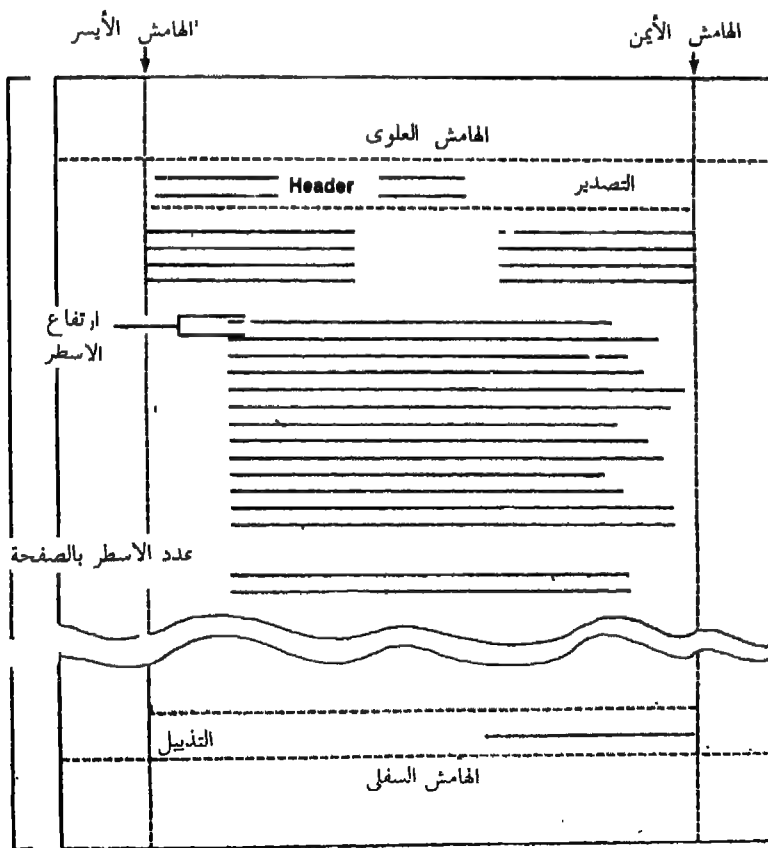 الهامش الأيمن
الهامش الأيسر
الهامش العلوى
التصدير
Header
ارتفاع
الاسطر
عدد الاسطر بالصفحة
التذييل
الهامش السفلى